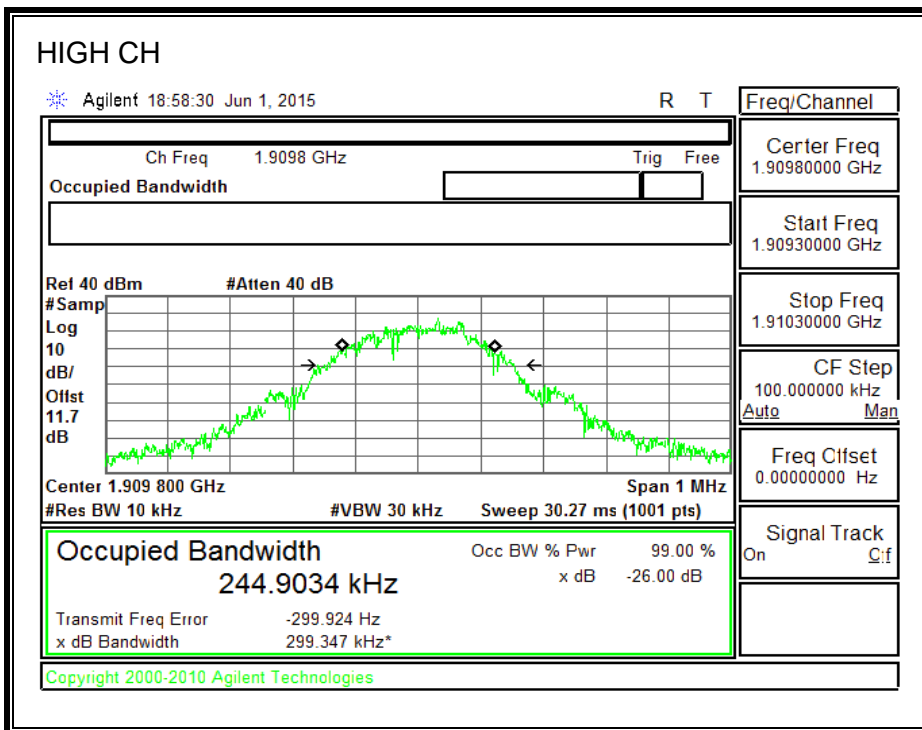 HIGH CH
Agilent 18:58:30 Jun 1, 2015 R T
Freq/Channel
Ch Freq 1.9098 GHz Trig Free
Occupied Bandwidth
Center Freq
1.90980000 GHz
Start Freq
1.90930000 GHz
Stop Freq
1.91030000 GHz
CF Step
100.000000 kHz
Auto Man
Freq Offset
0.00000000 Hz
Signal Track
On Off
Ref 40 dBm #Atten 40 dB
#Samp
Log
10
dB/
Offst
11.7
dB
Center 1.909 800 GHz Span 1 MHz
#Res BW 10 kHz #VBW 30 kHz Sweep 30.27 ms (1001 pts)
Occupied Bandwidth
244.9034 kHz
Occ BW % Pwr 99.00 %
x dB -26.00 dB
Transmit Freq Error -299.924 Hz
x dB Bandwidth 299.347 kHz*
Copyright 2000-2010 Agilent Technologies